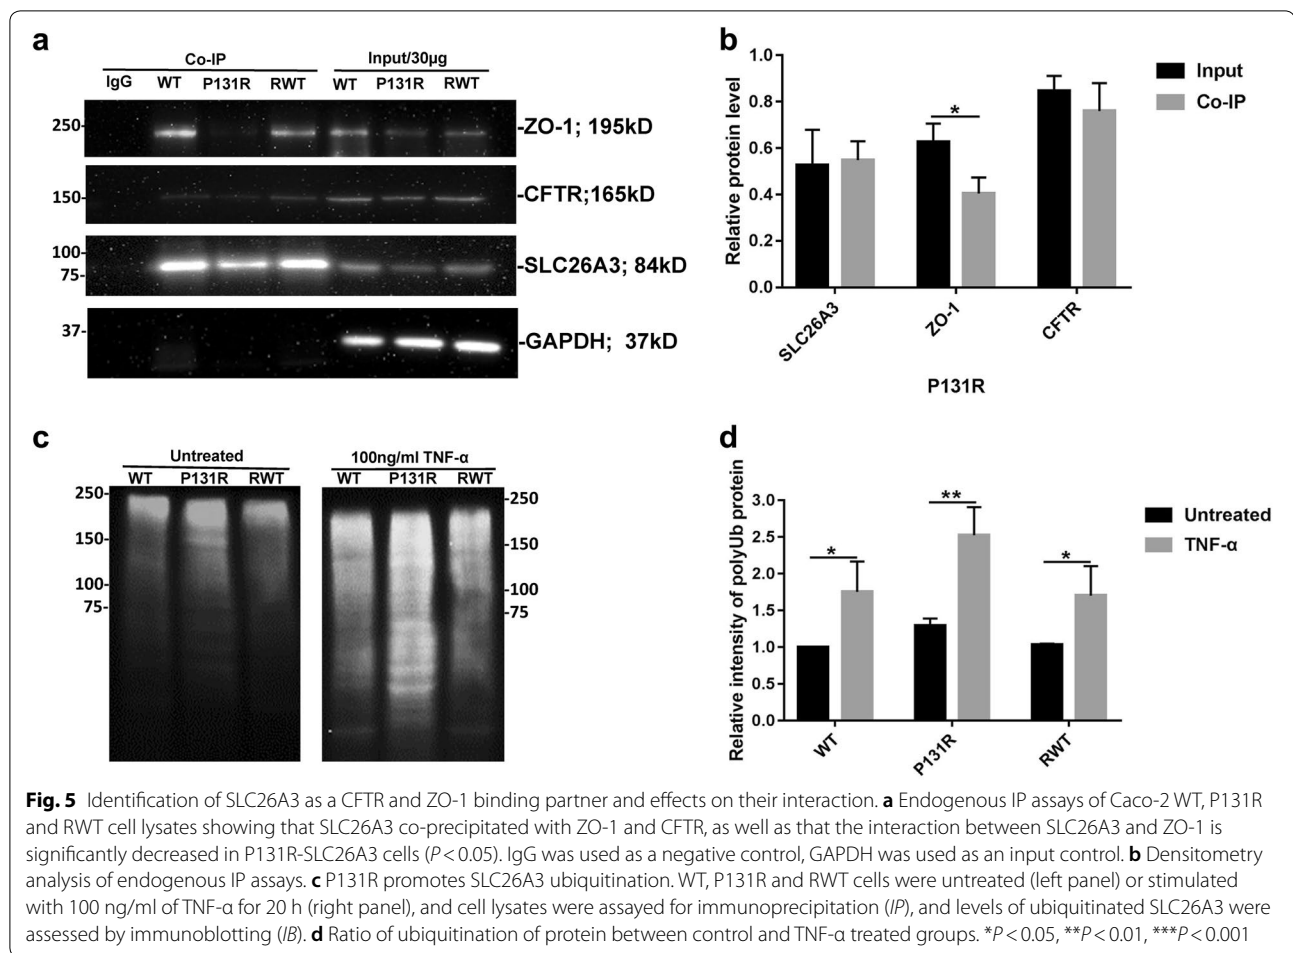 a
Co-IP
Input/30μg
IgG WT P131R RWT WT P131R RWT
250-
-ZO-1; 195kD
150-
-CFTR;165kD
100-
75-
-SLC26A3; 84kD
37-
-GAPDH; 37kD
b
Relative protein level
1.0
0.8
0.6
0.4
0.2
0.0
*
Input
Co-IP
SLC26A3
ZO-1
CFTR
P131R
c
Untreated
WT P131R RWT
250-
150-
100-
75-
100ng/ml TNF-α
WT P131R RWT
-250
-150
-100
-75
d
Relative intensity of polyUb protein
3.0
2.5
2.0
1.5
1.0
0.5
0.0
*
**
*
Untreated
TNF-α
WT
P131R
RWT
Fig. 5 Identification of SLC26A3 as a CFTR and ZO-1 binding partner and effects on their interaction. a Endogenous IP assays of Caco-2 WT, P131R
and RWT cell lysates showing that SLC26A3 co-precipitated with ZO-1 and CFTR, as well as that the interaction between SLC26A3 and ZO-1 is
significantly decreased in P131R-SLC26A3 cells (P < 0.05). IgG was used as a negative control, GAPDH was used as an input control. b Densitometry
analysis of endogenous IP assays. c P131R promotes SLC26A3 ubiquitination. WT, P131R and RWT cells were untreated (left panel) or stimulated
with 100 ng/ml of TNF-α for 20 h (right panel), and cell lysates were assayed for immunoprecipitation (IP), and levels of ubiquitinated SLC26A3 were
assessed by immunoblotting (IB). d Ratio of ubiquitination of protein between control and TNF-α treated groups. *P < 0.05, **P < 0.01, ***P < 0.001